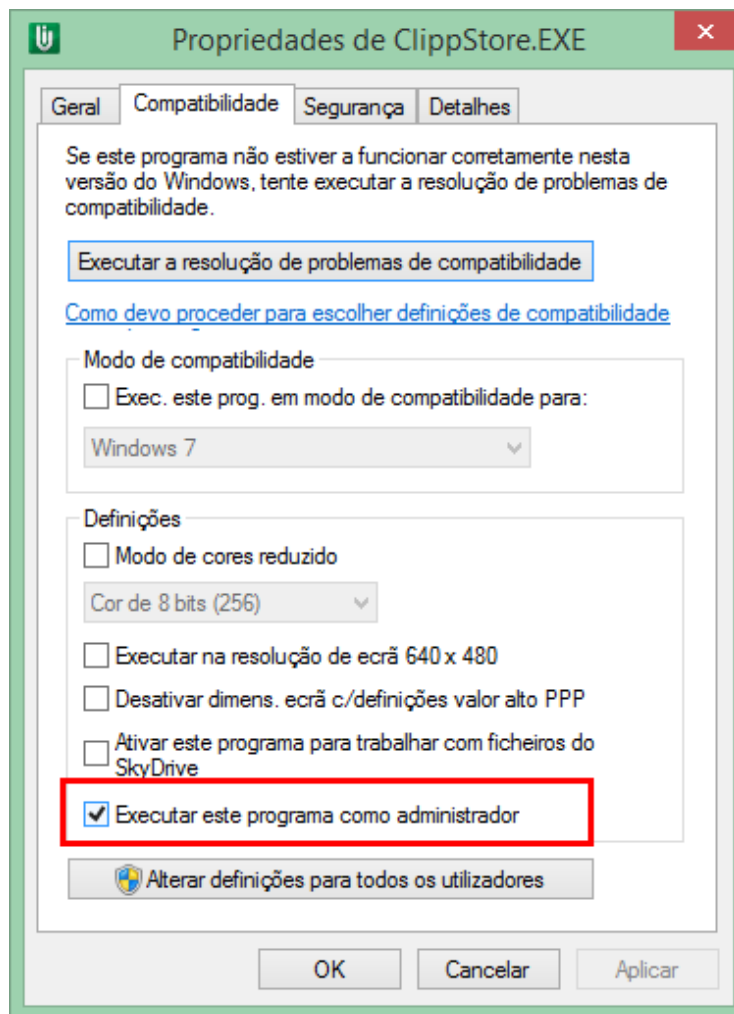 Propriedades de ClippStore.EXE
Geral
Compatibilidade
Segurança
Detalhes
Se este programa não estiver a funcionar corretamente nesta
versão do Windows, tente executar a resolução de problemas de
compatibilidade.
Executar a resolução de problemas de compatibilidade
Como devo proceder para escolher definições de compatibilidade
Modo de compatibilidade
Exec. este prog. em modo de compatibilidade para:
Windows 7
Definições
Modo de cores reduzido
Cor de 8 bits (256)
Executar na resolução de ecrã 640 x 480
Desativar dimens. ecrã c/definições valor alto PPP
Ativar este programa para trabalhar com ficheiros do
SkyDrive
Executar este programa como administrador
Alterar definições para todos os utilizadores
OK
Cancelar
Aplicar